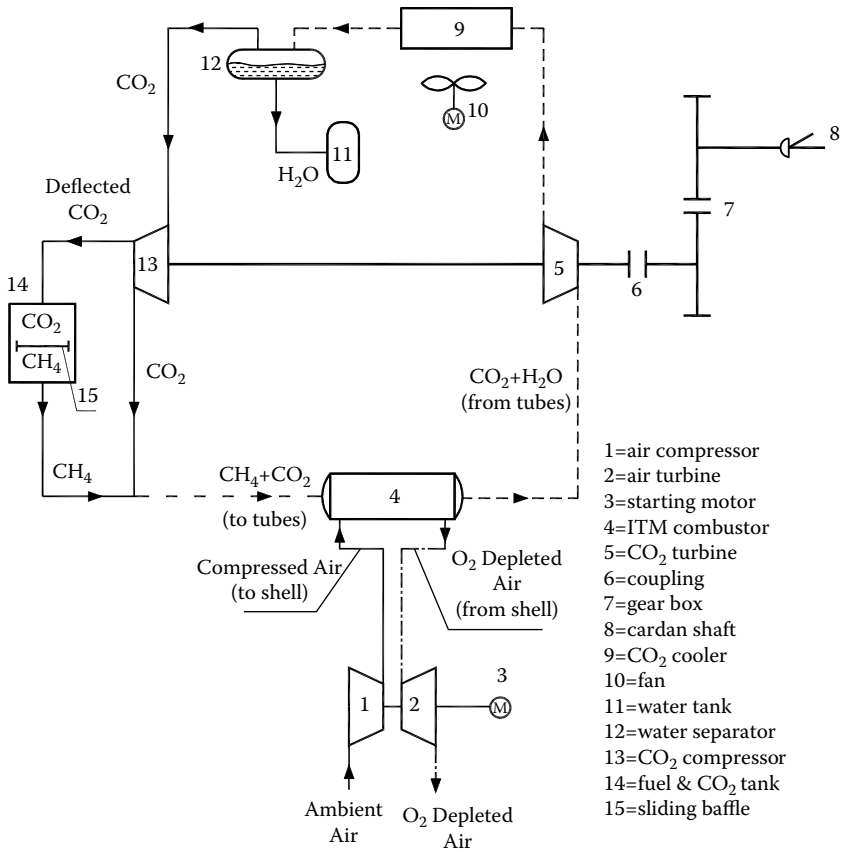 9
12
CO2
M
10
11
H2O
8
7
Deflected
CO2
13
5
6
14
CO2
CH4
15
CO2
CO2+H2O
(from tubes)
CH4
CH4+CO2
(to tubes)
4
Compressed Air
(to shell)
O2 Depleted
Air
(from shell)
3
1
2
M
Ambient
Air
O2 Depleted
Air
1=air compressor
2=air turbine
3=starting motor
4=ITM combustor
5=CO2 turbine
6=coupling
7=gear box
8=cardan shaft
9=CO2 cooler
10=fan
11=water tank
12=water separator
13=CO2 compressor
14=fuel & CO2 tank
15=sliding baffle